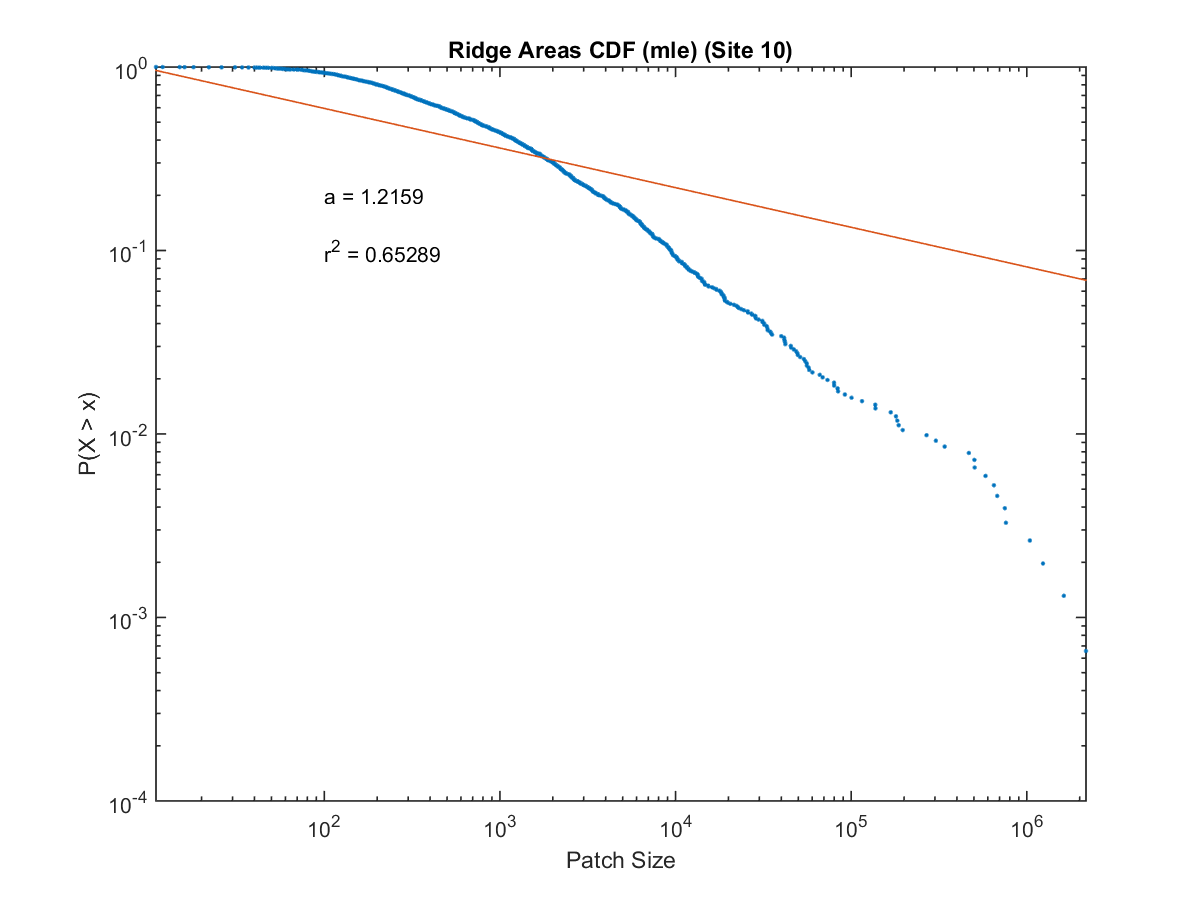 Ridge Areas CDF (mle) (Site 10)
10^0
a = 1.2159
r^2 = 0.65289
10^-1
P(X > x)
10^-2
10^-3
10^-4
10^2 10^3 10^4 10^5 10^6
Patch Size